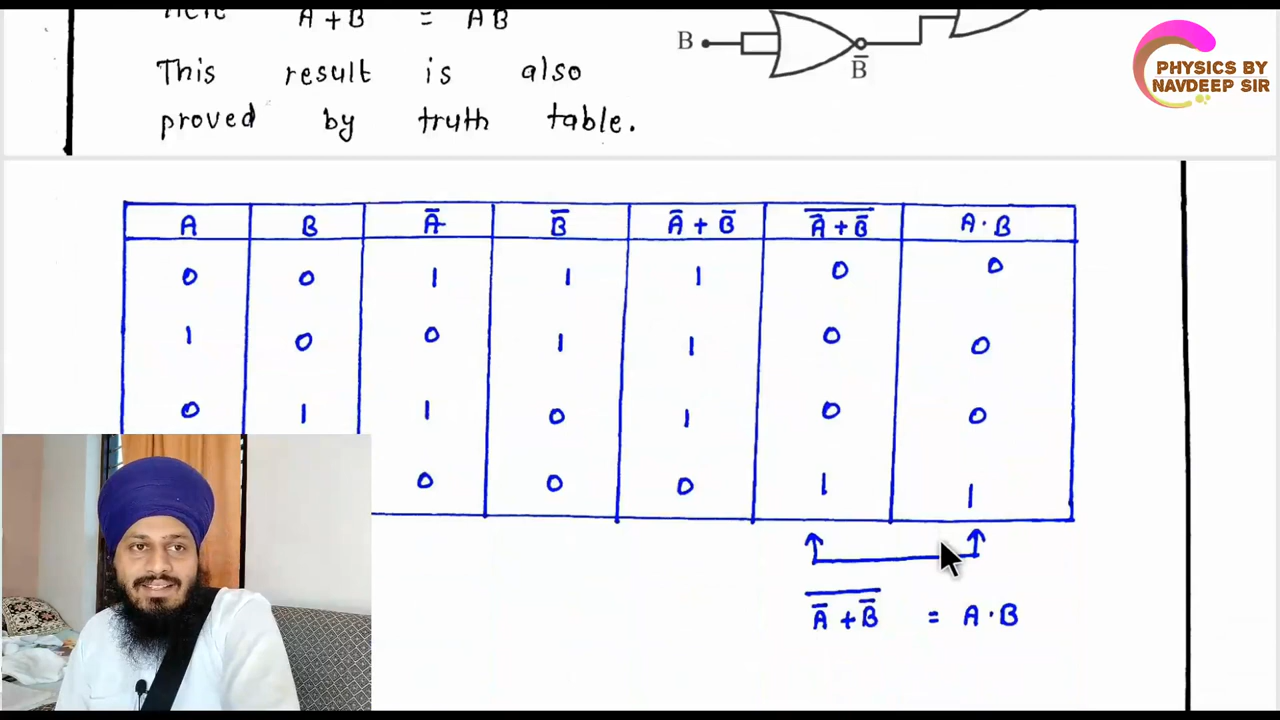 A + B = A B
B
B̅
PHYSICS BY
NAVDEEP SIR
This result is also
proved by truth table.
A B A̅ B̅ A̅ + B̅ \overline{A̅ + B̅} A · B
0 0 1 1 1 0 0
1 0 0 1 1 0 0
0 1 1 0 1 0 0
0 0 0 1 1
\overline{A̅ + B̅} = A · B